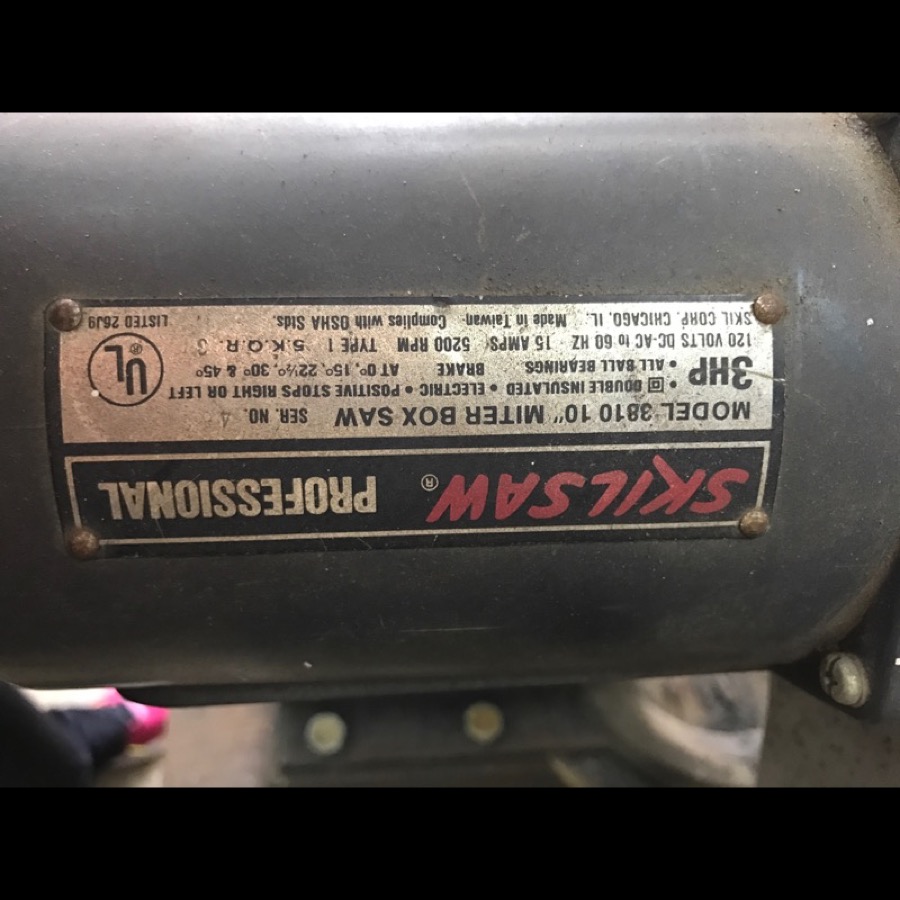 SKILSAW® PROFESSIONAL
MODEL 3810 10" MITER BOX SAW SER. NO. 4
3HP • DOUBLE INSULATED • ELECTRIC • POSITIVE STOPS RIGHT OR LEFT
• ALL BALL BEARINGS BRAKE AT 0°, 15°, 22½°, 30° & 45°
120 VOLTS DC-AC to 60 HZ 15 AMPS 5200 RPM TYPE 1 S.K.Q.R.
SKIL CORP. CHICAGO, IL. Made in Taiwan Complies with OSHA Stds. LISTED 26J9
UL